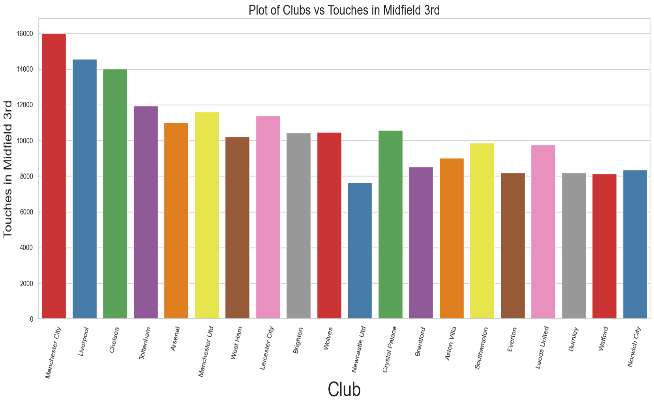 Plot of Clubs vs Touches in Midfield 3rd
Touches in Midfield 3rd
16000
14000
12000
10000
8000
6000
4000
2000
0
Manchester City
Liverpool
Chelsea
Tottenham
Arsenal
Manchester Utd
West Ham
Leicester City
Brighton
Wolves
Newcastle Utd
Crystal Palace
Brentford
Aston Villa
Southampton
Everton
Leeds United
Burnley
Watford
Norwich City
Club